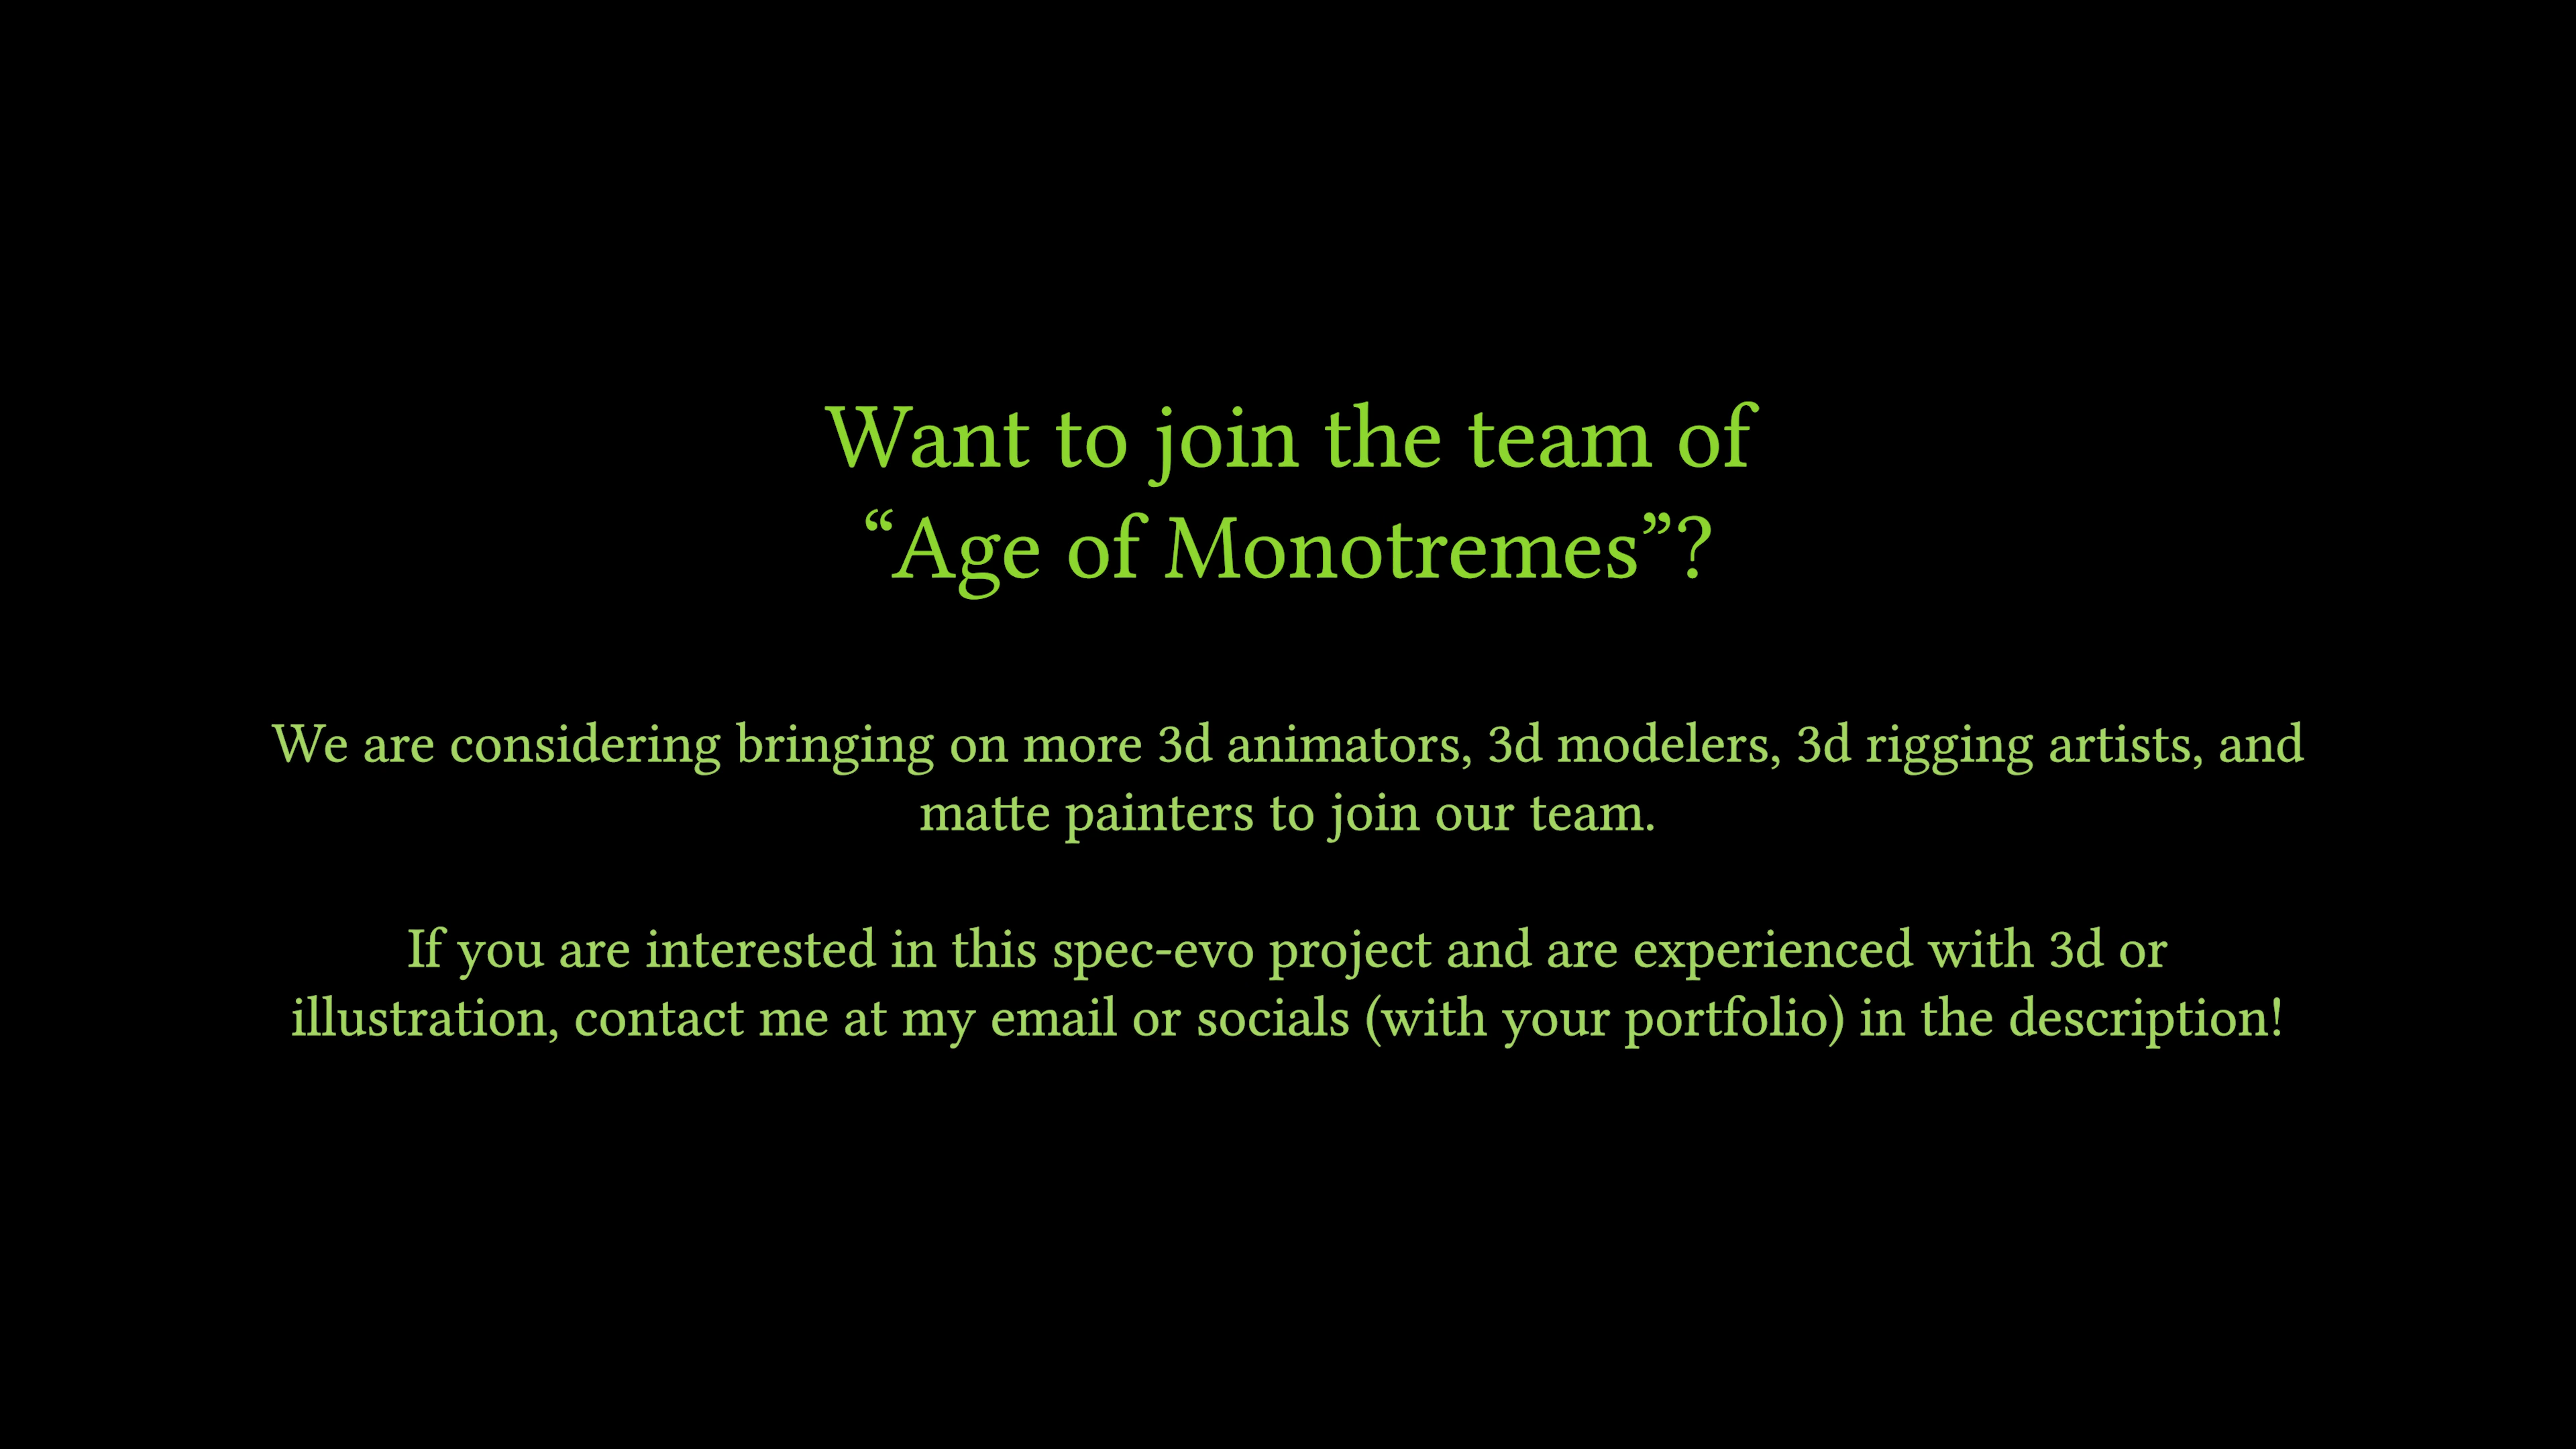 Want to join the team of
“Age of Monotremes”?
We are considering bringing on more 3d animators, 3d modelers, 3d rigging artists, and
matte painters to join our team.
If you are interested in this spec-evo project and are experienced with 3d or
illustration, contact me at my email or socials (with your portfolio) in the description!